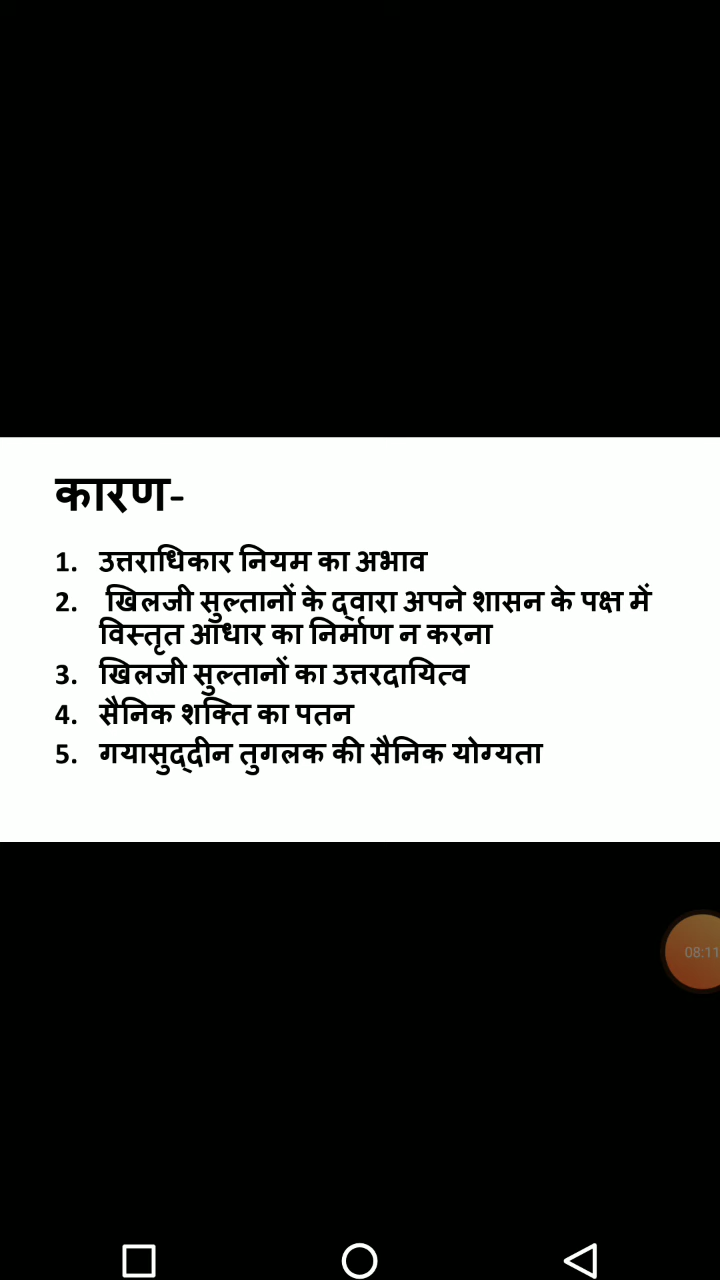 कारण-
1. उत्तराधिकार नियम का अभाव
2. खिलजी सुल्तानों के द्वारा अपने शासन के पक्ष में
विस्तृत आधार का निर्माण न करना
3. खिलजी सुल्तानों का उत्तरदायित्व
4. सैनिक शक्ति का पतन
5. गयासुद्दीन तुगलक की सैनिक योग्यता
08:11